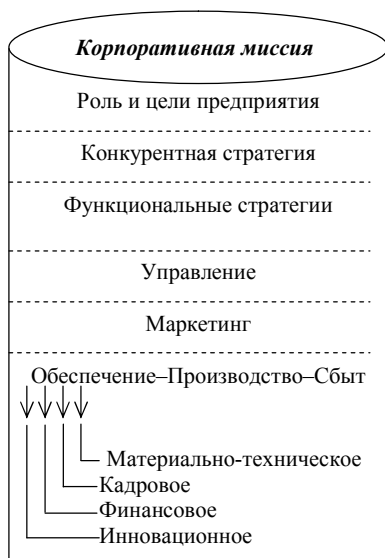 Корпоративная миссия
Роль и цели предприятия
Конкурентная стратегия
Функциональные стратегии
Управление
Маркетинг
Обеспечение–Производство–Сбыт
Материально-техническое
Кадровое
Финансовое
Инновационное